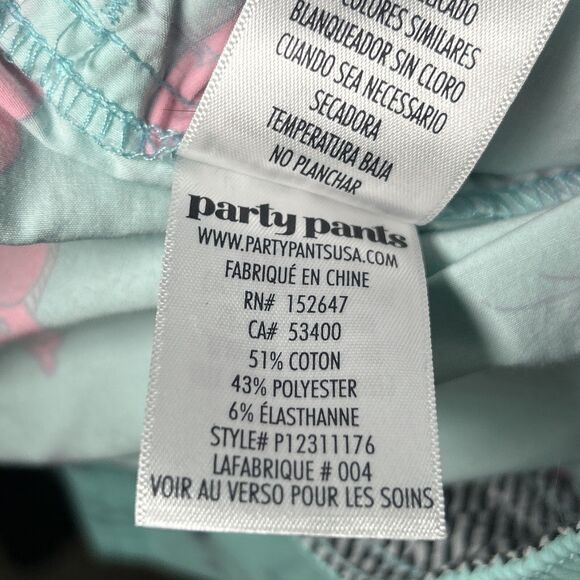 COLORES SIMILARES
BLANQUEADOR SIN CLORO
CUANDO SEA NECESARIO
SECADORA
TEMPERATURA BAJA
NO PLANCHAR
party pants
WWW.PARTYPANTSUSA.COM
FABRIQUÉ EN CHINE
RN# 152647
CA# 53400
51% COTON
43% POLYESTER
6% ÉLASTHANNE
STYLE# P12311176
LAFABRIQUE # 004
VOIR AU VERSO POUR LES SOINS